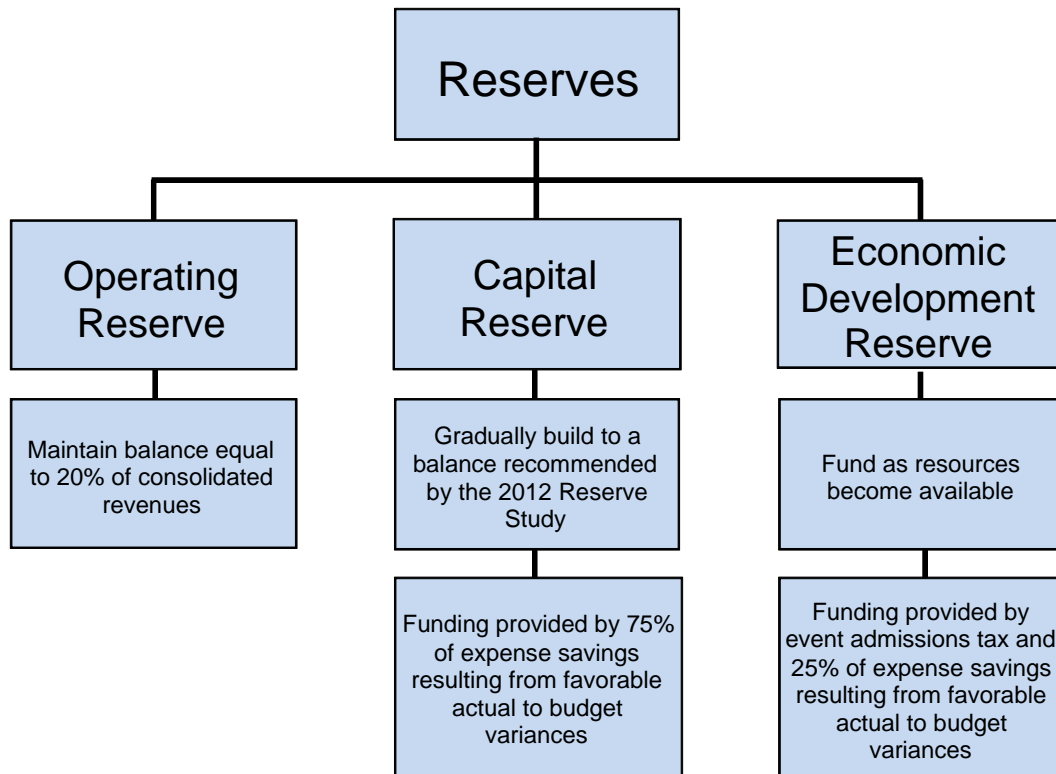 Reserves
Operating
Reserve
Capital
Reserve
Economic
Development
Reserve
Maintain balance equal
to 20% of consolidated
revenues
Gradually build to a
balance recommended
by the 2012 Reserve
Study
Fund as resources
become available
Funding provided by 75%
of expense savings
resulting from favorable
actual to budget
variances
Funding provided by
event admissions tax and
25% of expense savings
resulting from favorable
actual to budget
variances